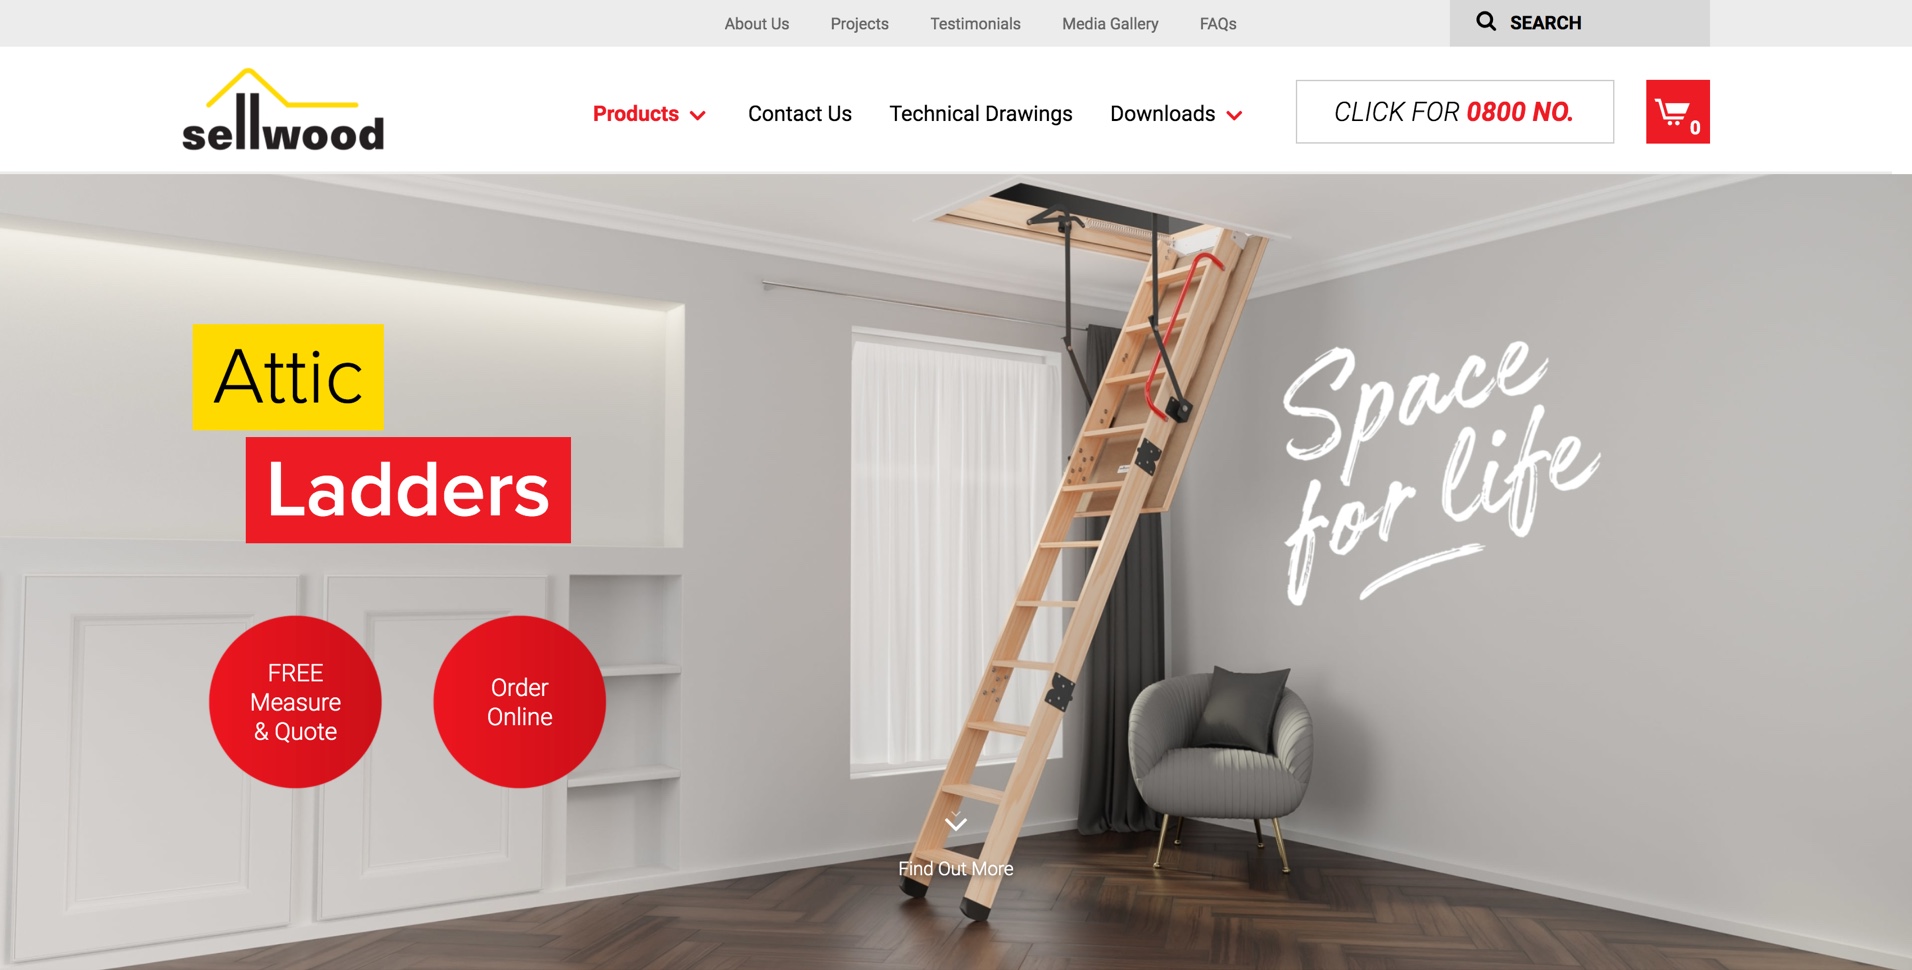 About Us Projects Testimonials Media Gallery FAQs SEARCH
sellwood
Products Contact Us Technical Drawings Downloads CLICK FOR 0800 NO. 0
Attic
Ladders
Space
for life
FREE
Measure
& Quote
Order
Online
Find Out More